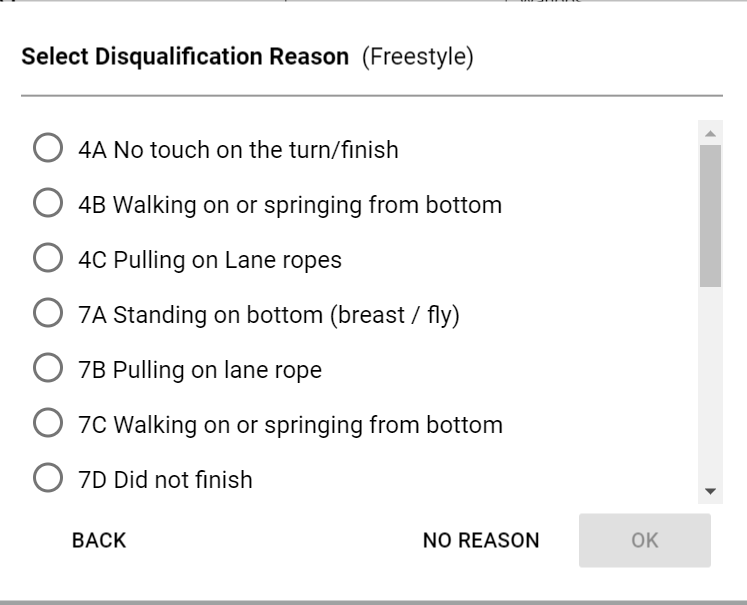 Select Disqualification Reason (Freestyle)
4A No touch on the turn/finish
4B Walking on or springing from bottom
4C Pulling on Lane ropes
7A Standing on bottom (breast / fly)
7B Pulling on lane rope
7C Walking on or springing from bottom
7D Did not finish
BACK NO REASON OK